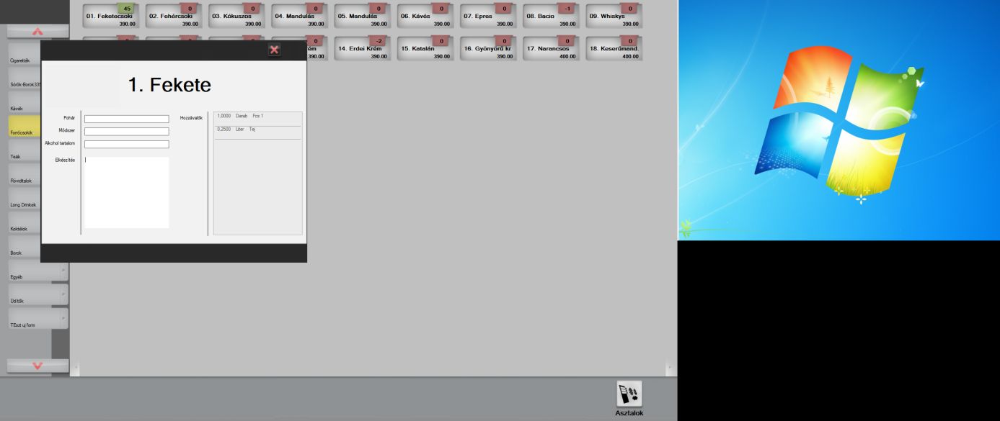 45
01. Feketecsoki
390.00
0
02. Fehércsoki
390.00
0
03. Kókuszos
390.00
0
04. Mandulás
390.00
0
05. Mandulás
390.00
0
06. Kávés
390.00
0
07. Epres
390.00
-1
08. Bacio
390.00
0
09. Whiskys
390.00
0
390.00
-2
14. Erdei Krém
390.00
0
15. Katalán
390.00
0
16. Gyönyörű kr
390.00
0
17. Narancsos
400.00
0
18. Keserűmand.
400.00
Cigaretták
Sörök-Borok335
Kávék
Forrócsokik
Teák
Röviditalok
Long Drinkek
Koktélok
Borok
Egyéb
Üdítők
TEszt uj form
1. Fekete
Pohár
Módszer
Alkohol tartalom
Elkészítés
Hozzávalók
1.0000 Darab Fcs 1
0.2500 Liter Tej
Asztalok